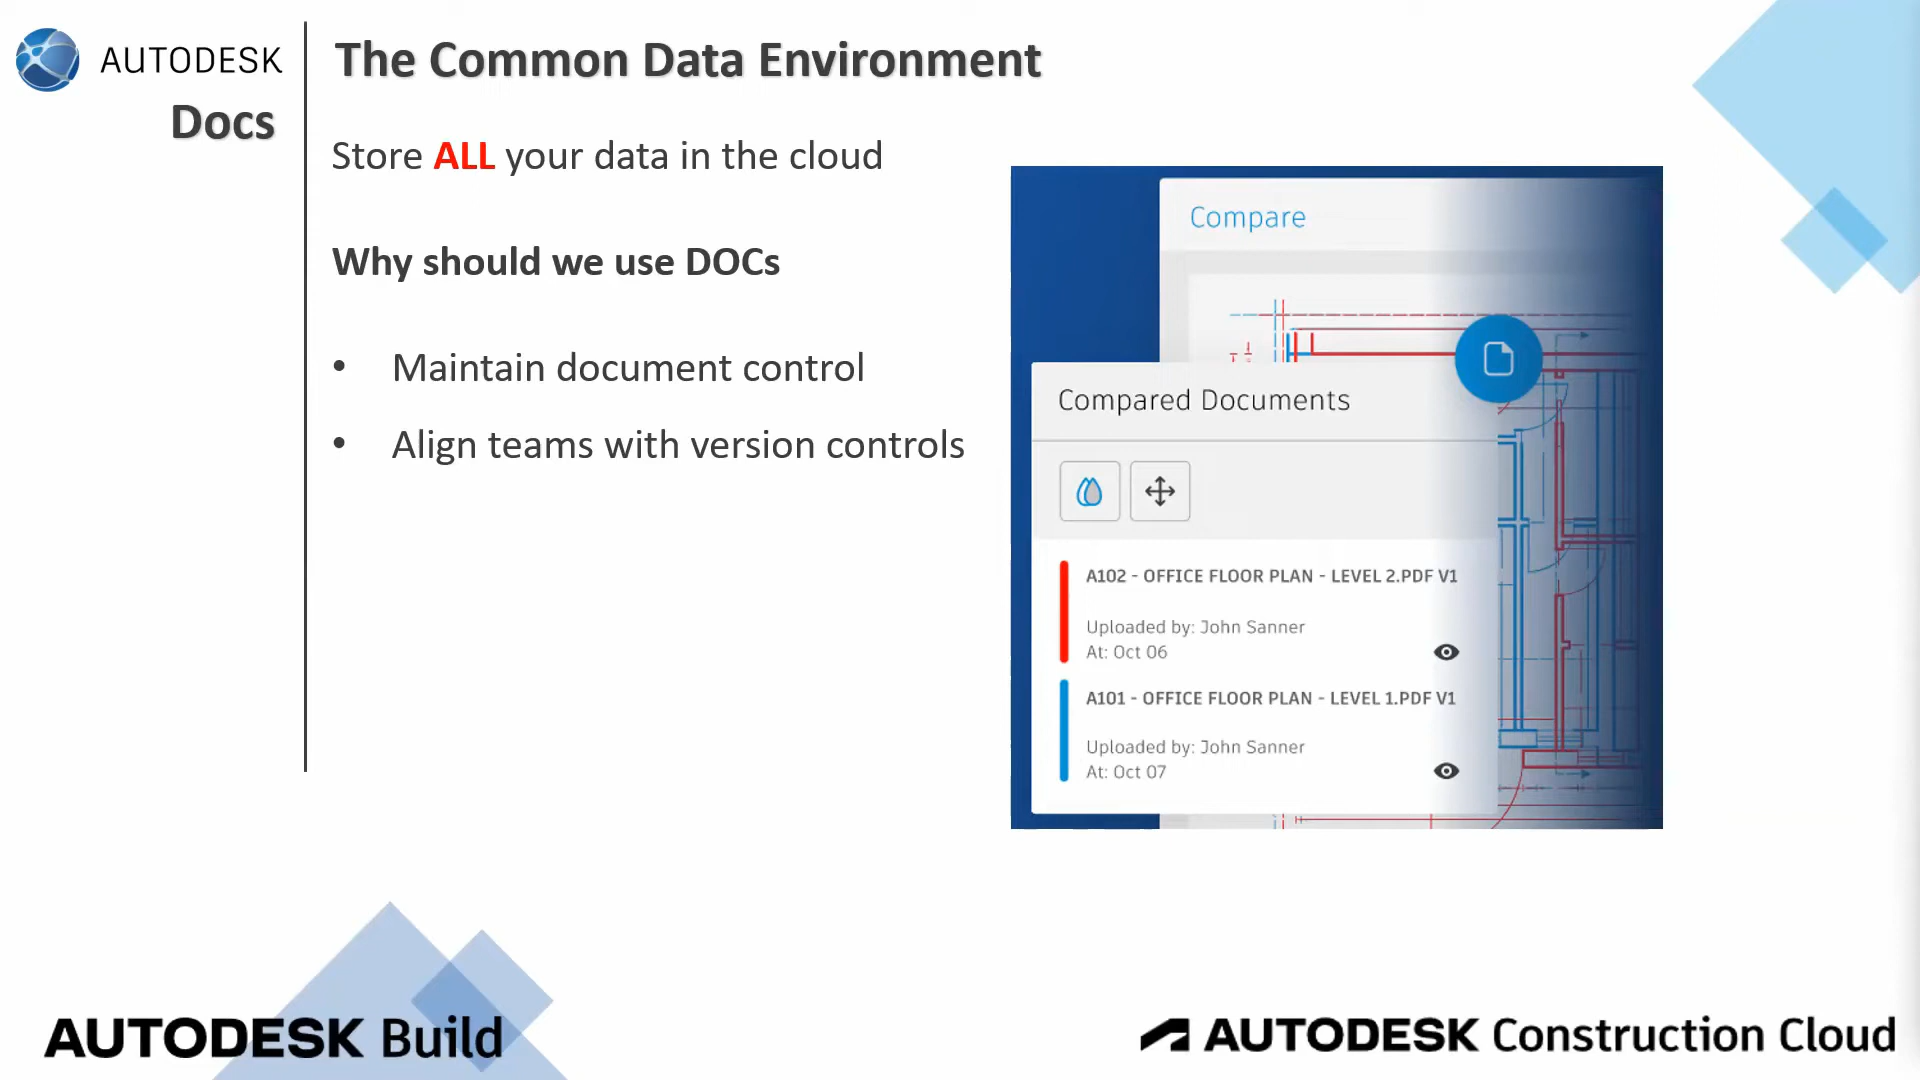 AUTODESK
Docs
The Common Data Environment
Store ALL your data in the cloud
Why should we use DOCs
• Maintain document control
• Align teams with version controls
Compare
Compared Documents
A102 - OFFICE FLOOR PLAN - LEVEL 2.PDF V1
Uploaded by: John Sanner
At: Oct 06
A101 - OFFICE FLOOR PLAN - LEVEL 1.PDF V1
Uploaded by: John Sanner
At: Oct 07
AUTODESK Build
AUTODESK Construction Cloud